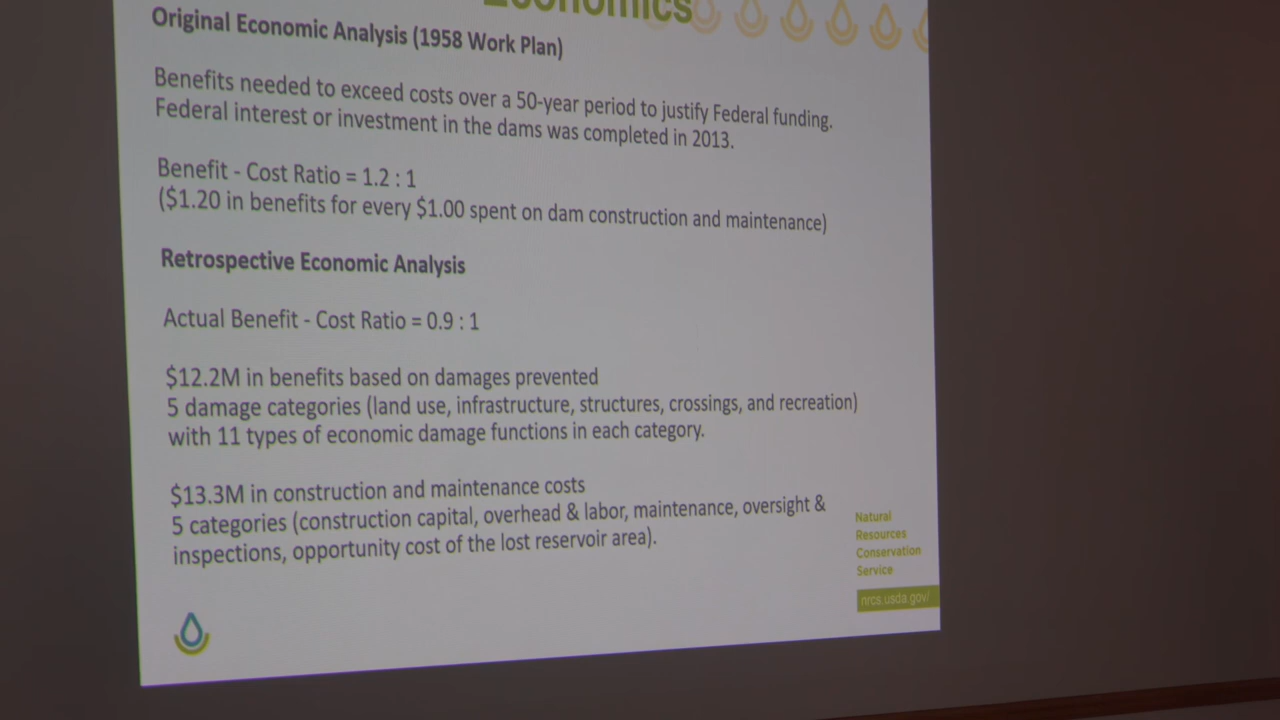 Economics
Original Economic Analysis (1958 Work Plan)
Benefits needed to exceed costs over a 50-year period to justify Federal funding.
Federal interest or investment in the dams was completed in 2013.
Benefit - Cost Ratio = 1.2 : 1
($1.20 in benefits for every $1.00 spent on dam construction and maintenance)
Retrospective Economic Analysis
Actual Benefit - Cost Ratio = 0.9 : 1
$12.2M in benefits based on damages prevented
5 damage categories (land use, infrastructure, structures, crossings, and recreation)
with 11 types of economic damage functions in each category.
$13.3M in construction and maintenance costs
5 categories (construction capital, overhead & labor, maintenance, oversight &
inspections, opportunity cost of the lost reservoir area).
Natural
Resources
Conservation
Service
nrcs.usda.gov/